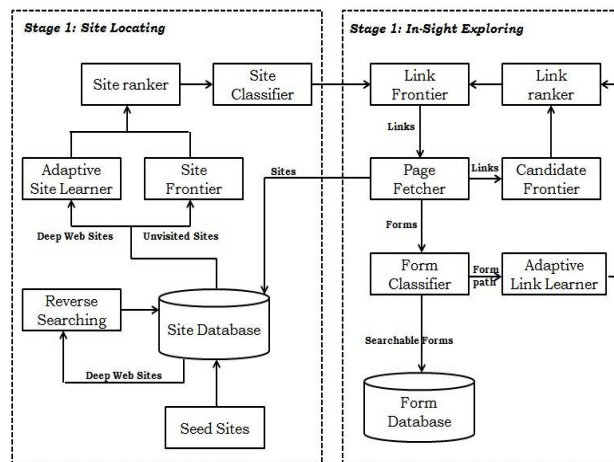 Stage 1: Site Locating
Stage 1: In-Sight Exploring
Site ranker
Site
Classifier
Link
Frontier
Link
ranker
Links
Adaptive
Site Learner
Site
Frontier
Sites
Page
Fetcher
Links
Candidate
Frontier
Deep Web Sites
Unvisited Sites
Forms
Form
Classifier
Form
path
Adaptive
Link Learner
Reverse
Searching
Site Database
Searchable Forms
Deep Web Sites
Form
Database
Seed Sites